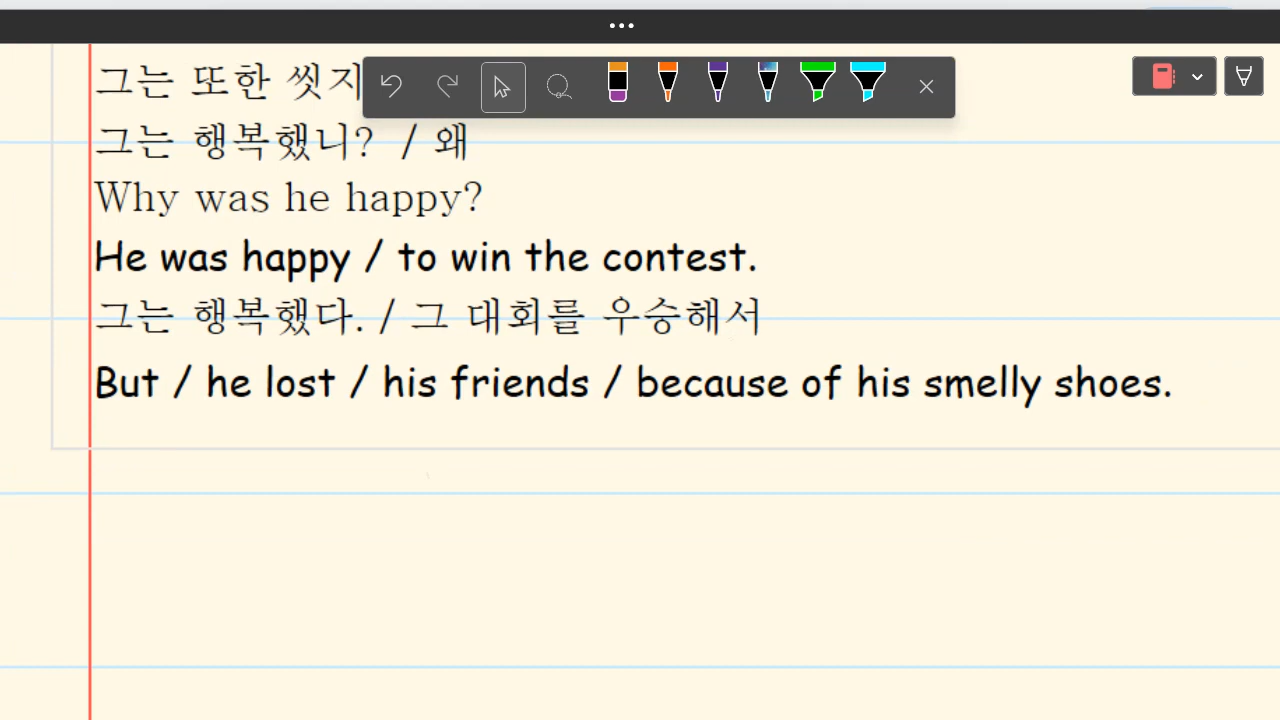 그는 또한 씻지
그는 행복했니? / 왜
Why was he happy?
He was happy / to win the contest.
그는 행복했다. / 그 대회를 우승해서
But / he lost / his friends / because of his smelly shoes.